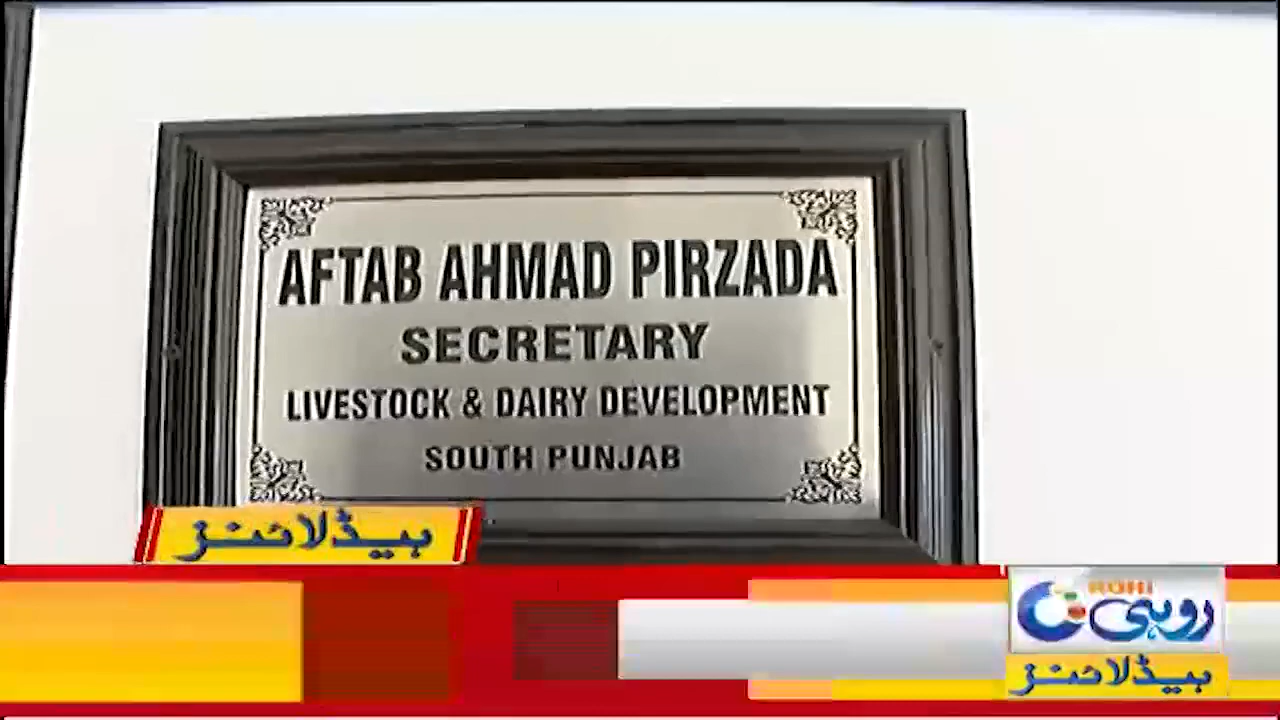 AFTAB AHMAD PIRZADA
SECRETARY
LIVESTOCK & DAIRY DEVELOPMENT
SOUTH PUNJAB
ہیڈلائنز
ROHI
روہی
ہیڈلائنز